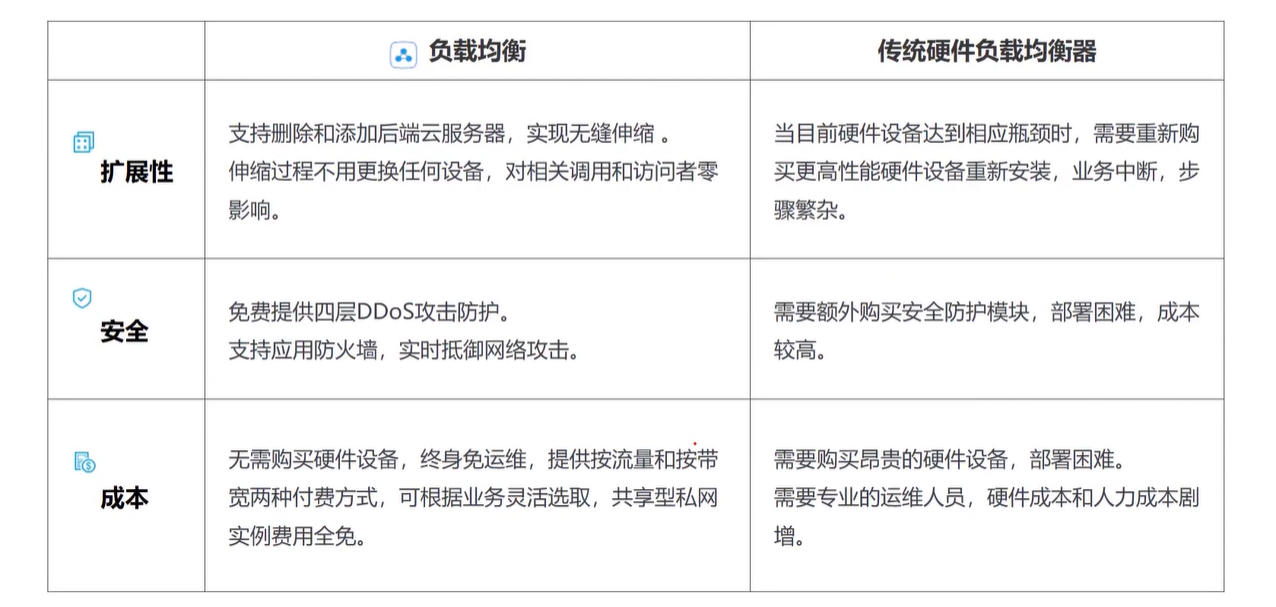 负载均衡
传统硬件负载均衡器
扩展性
支持删除和添加后端云服务器，实现无缝伸缩 。
伸缩过程不用更换任何设备，对相关调用和访问者零
影响。
当目前硬件设备达到相应瓶颈时，需要重新购
买更高性能硬件设备重新安装，业务中断，步
骤繁杂。
安全
免费提供四层DDoS攻击防护。
支持应用防火墙，实时抵御网络攻击。
需要额外购买安全防护模块，部署困难，成本
较高。
成本
无需购买硬件设备，终身免运维，提供按流量和按带
宽两种付费方式，可根据业务灵活选取，共享型私网
实例费用全免。
需要购买昂贵的硬件设备，部署困难。
需要专业的运维人员，硬件成本和人力成本剧
增。